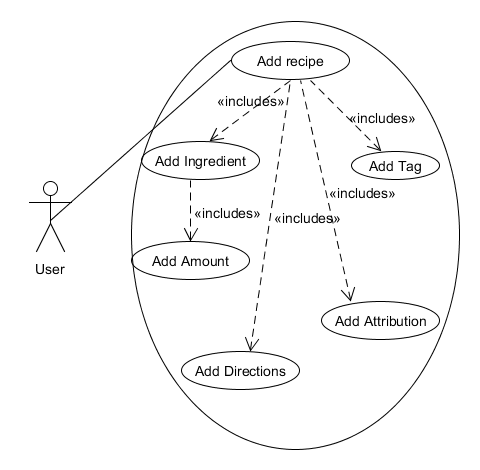 Add recipe
«includes»
«includes»
Add Ingredient
Add Tag
«includes»
«includes»
«includes»
User
Add Amount
Add Attribution
Add Directions